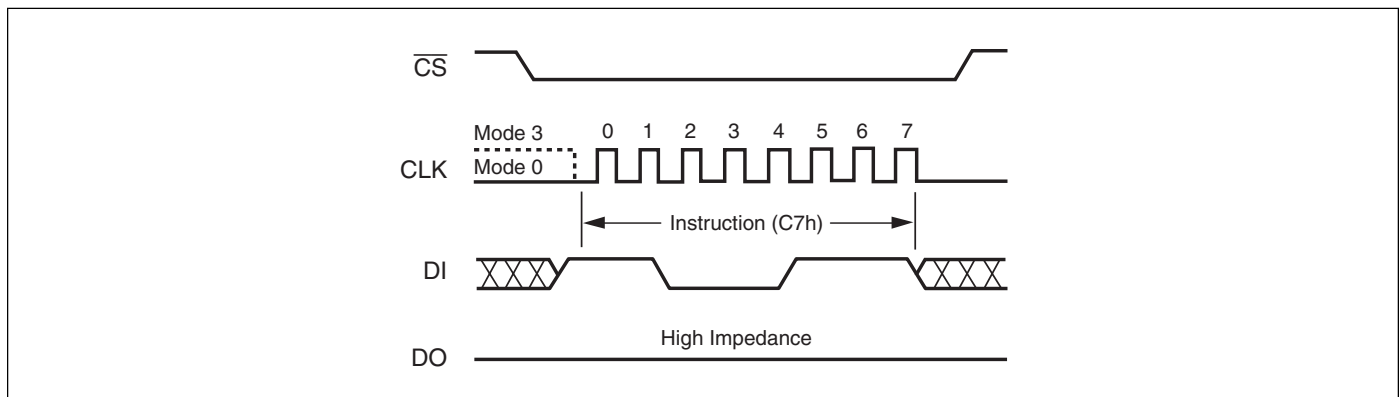 CS
Mode 3 0 1 2 3 4 5 6 7
CLK Mode 0
Instruction (C7h)
DI
High Impedance
DO